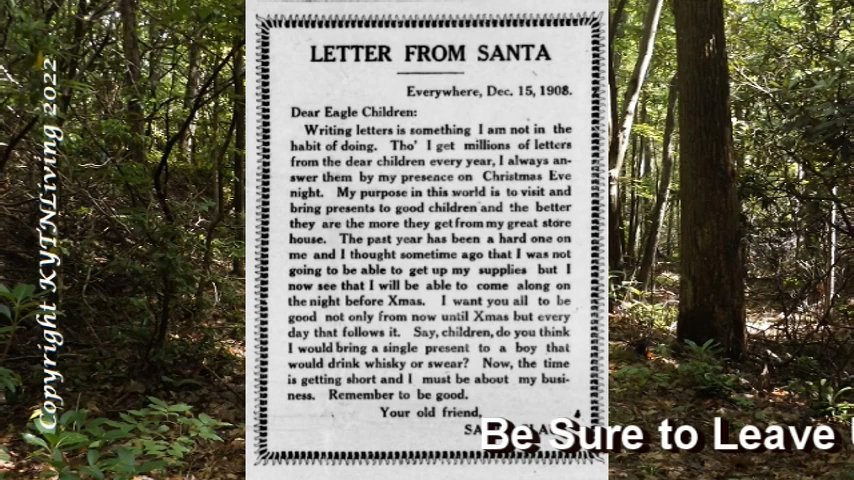 Copyright KYTNLiving 2022
LETTER FROM SANTA
Everywhere, Dec. 15, 1908.
Dear Eagle Children:
Writing letters is something I am not in the
habit of doing. Tho' I get millions of letters
from the dear children every year, I always an-
swer them by my presence on Christmas Eve
night. My purpose in this world is to visit and
bring presents to good children and the better
they are the more they get from my great store
house. The past year has been a hard one on
me and I thought sometime ago that I was not
going to be able to get up my supplies but I
now see that I will be able to come along on
the night before Xmas. I want you all to be
good not only from now until Xmas but every
day that follows it. Say, children, do you think
I would bring a single present to a boy that
would drink whisky or swear? Now, the time
is getting short and I must be about my busi-
ness. Remember to be good.
Your old friend,
Be Sure to Leave